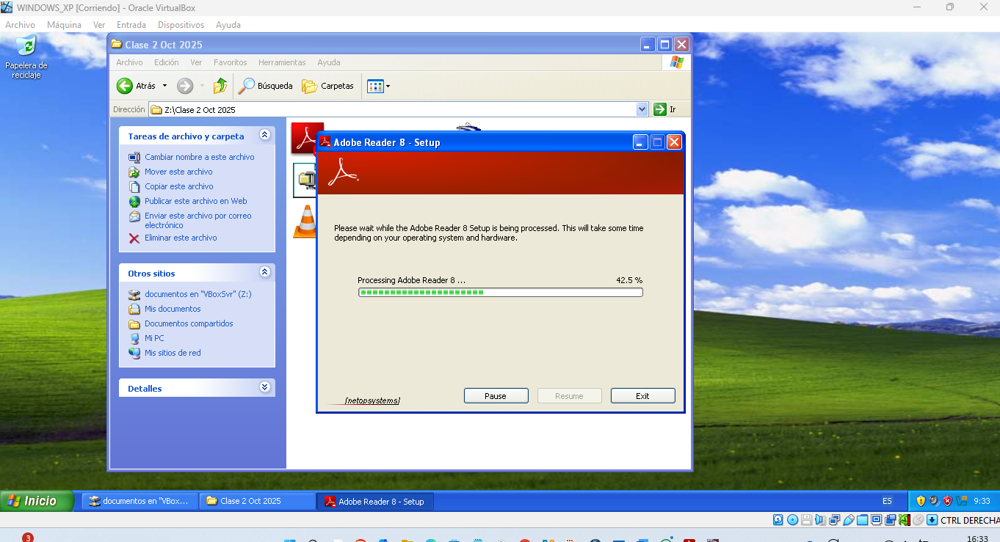 WINDOWS_XP [Corriendo] - Oracle VirtualBox
Archivo Máquina Ver Entrada Dispositivos Ayuda
Papelera de
reciclaje
Clase 2 Oct 2025
Archivo Edición Ver Favoritos Herramientas Ayuda
Atrás Búsqueda Carpetas
Dirección Z:\Clase 2 Oct 2025 Ir
Tareas de archivo y carpeta
Cambiar nombre a este archivo
Mover este archivo
Copiar este archivo
Publicar este archivo en Web
Enviar este archivo por correo
electrónico
Eliminar este archivo
Otros sitios
documentos en "VBoxSvr" (Z:)
Mis documentos
Documentos compartidos
Mi PC
Mis sitios de red
Detalles
Adobe Reader 8 - Setup
Please wait while the Adobe Reader 8 Setup is being processed. This will take some time
depending on your operating system and hardware.
Processing Adobe Reader 8 ... 42.5 %
[netopsystems]
Pause Resume Exit
Inicio documentos en "VBox... Clase 2 Oct 2025 Adobe Reader 8 - Setup ES 9:33
CTRL DERECHA
3
16:33